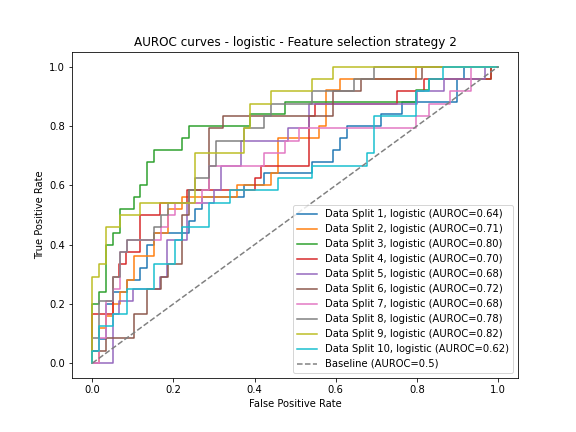 AUROC curves - logistic - Feature selection strategy 2
True Positive Rate
1.0
0.8
0.6
0.4
0.2
0.0
Data Split 1, logistic (AUROC=0.64)
Data Split 2, logistic (AUROC=0.71)
Data Split 3, logistic (AUROC=0.80)
Data Split 4, logistic (AUROC=0.70)
Data Split 5, logistic (AUROC=0.68)
Data Split 6, logistic (AUROC=0.72)
Data Split 7, logistic (AUROC=0.68)
Data Split 8, logistic (AUROC=0.78)
Data Split 9, logistic (AUROC=0.82)
Data Split 10, logistic (AUROC=0.62)
Baseline (AUROC=0.5)
0.0 0.2 0.4 0.6 0.8 1.0
False Positive Rate